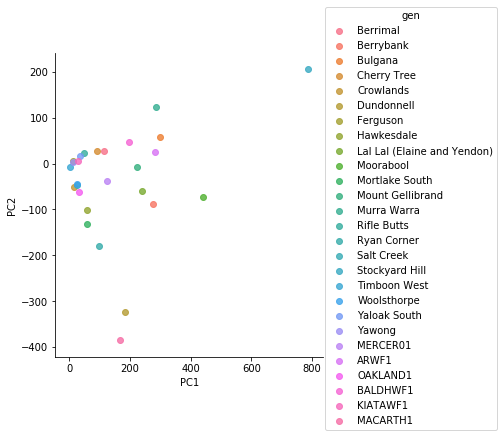 gen
Berrimal
Berrybank
Bulgana
Cherry Tree
Crowlands
Dundonnell
Ferguson
Hawkesdale
Lal Lal (Elaine and Yendon)
Moorabool
Mortlake South
Mount Gellibrand
Murra Warra
Rifle Butts
Ryan Corner
Salt Creek
Stockyard Hill
Timboon West
Woolsthorpe
Yaloak South
Yawong
MERCER01
ARWF1
OAKLAND1
BALDHWF1
KIATAWF1
MACARTH1
200
100
0
−100
−200
−300
−400
PC2
0
200
400
600
800
PC1